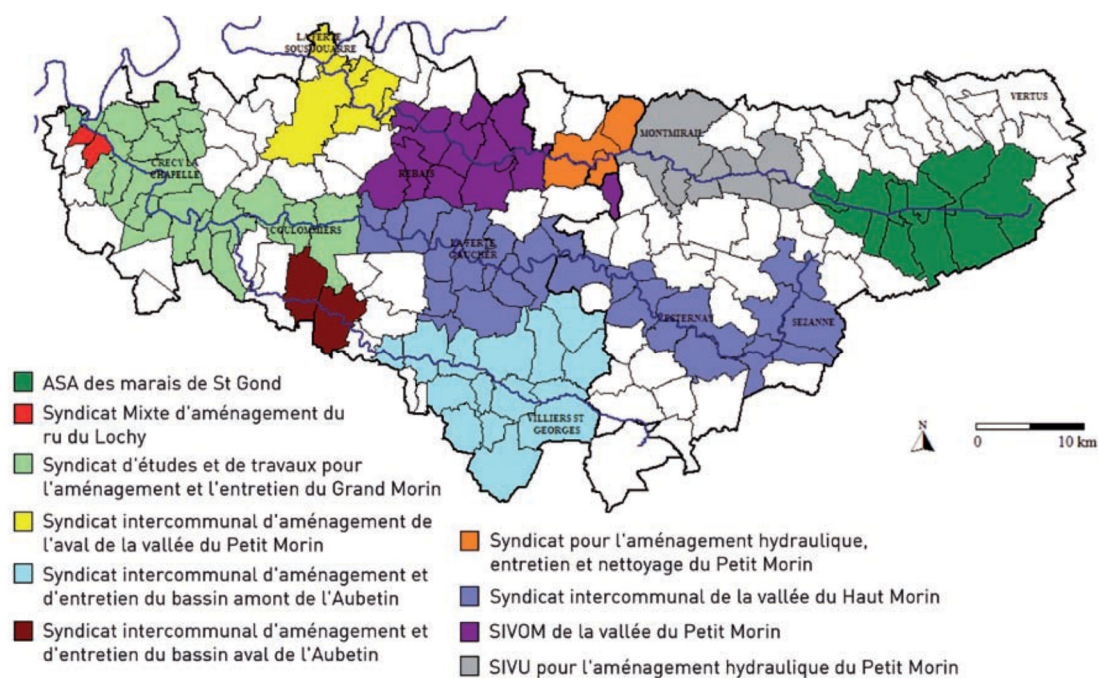 LA FERTE
SOUS JOUARRE
VERTUS
MONTMIRAIL
CRECY LA
CHAPELLE
REBAIS
COULOMMIERS
LA FERTE
GAUCHER
ESTERNAY
SEZANNE
VILLIERS ST
GEORGES
N
0 10 km
ASA des marais de St Gond
Syndicat Mixte d'aménagement du
ru du Lochy
Syndicat d'études et de travaux pour
l'aménagement et l'entretien du Grand Morin
Syndicat intercommunal d'aménagement de
l'aval de la vallée du Petit Morin
Syndicat intercommunal d'aménagement et
d'entretien du bassin amont de l'Aubetin
Syndicat intercommunal d'aménagement et
d'entretien du bassin aval de l'Aubetin
Syndicat pour l'aménagement hydraulique,
entretien et nettoyage du Petit Morin
Syndicat intercommunal de la vallée du Haut Morin
SIVOM de la vallée du Petit Morin
SIVU pour l'aménagement hydraulique du Petit Morin